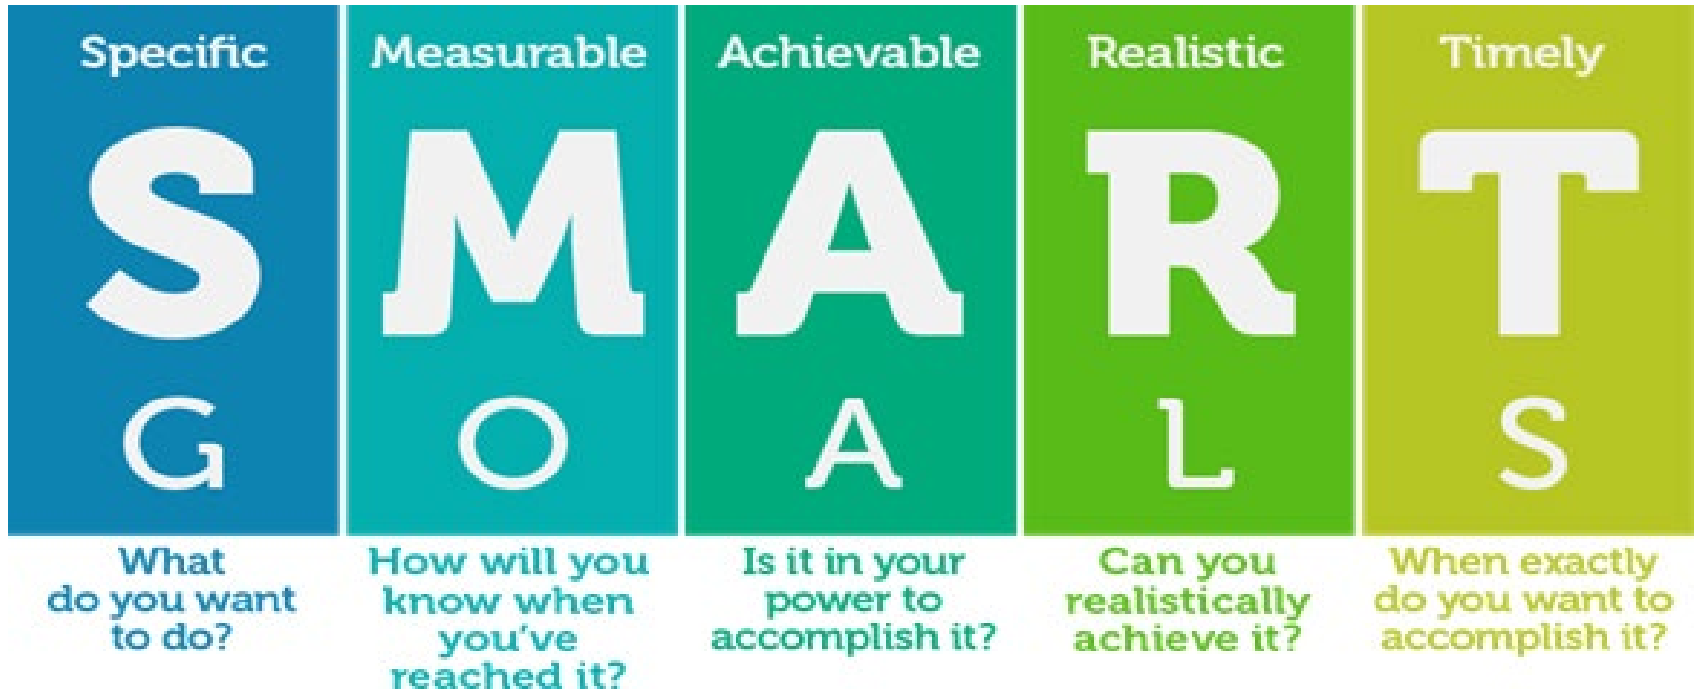 Specific
Measurable
Achievable
Realistic
Timely
S M A R T
G O A L S
What
do you want
to do?
How will you
know when
you've
reached it?
Is it in your
power to
accomplish it?
Can you
realistically
achieve it?
When exactly
do you want to
accomplish it?